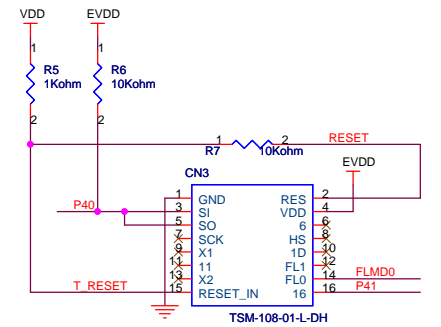 VDD EVDD
1 1
R5 R6
1Kohm 10Kohm
2 2
1 2 RESET
R7 10Kohm
EVDD
CN3
1 GND RES 2
P40 3 SI VDD 4
5 SO 6 6
7 SCK HS 8
9 X1 1D 10
11 11 FL1 12
13 X2 FL0 14 FLMD0
T_RESET 15 RESET_IN 16 16 P41
TSM-108-01-L-DH